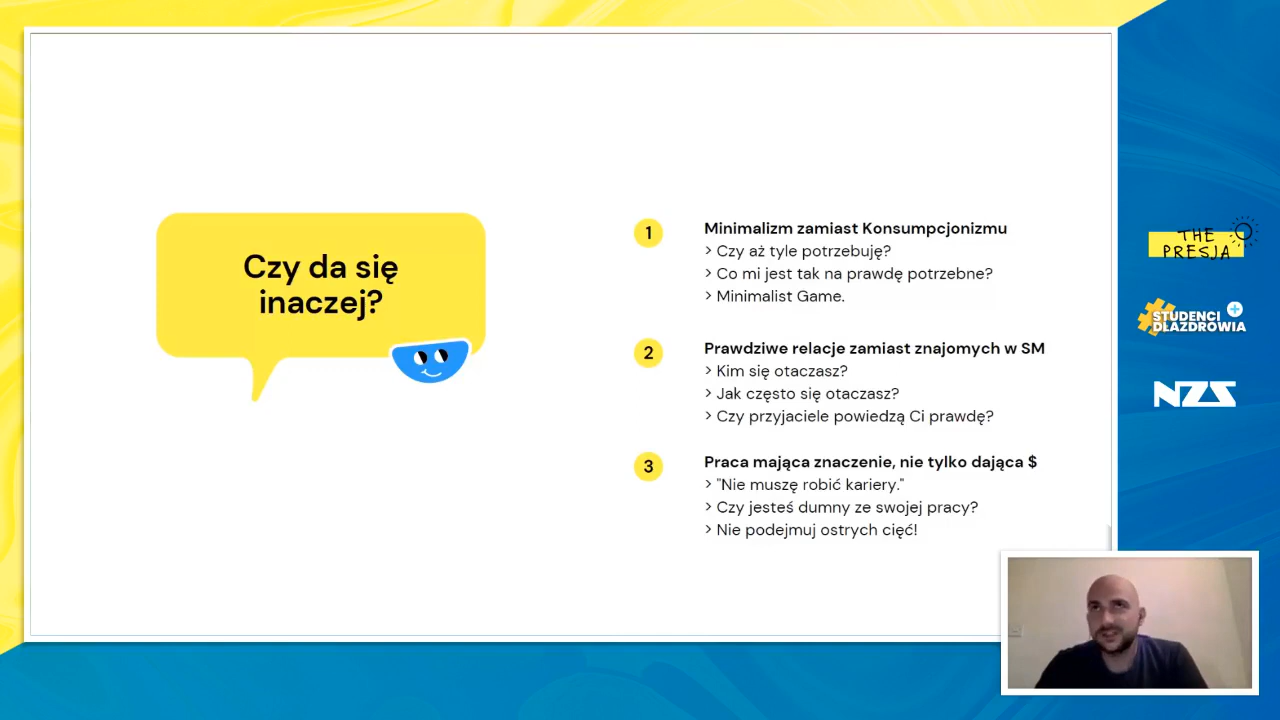 Czy da się
inaczej?
1
Minimalizm zamiast Konsumpcjonizmu
> Czy aż tyle potrzebuję?
> Co mi jest tak na prawdę potrzebne?
> Minimalist Game.
2
Prawdziwe relacje zamiast znajomych w SM
> Kim się otaczasz?
> Jak często się otaczasz?
> Czy przyjaciele powiedzą Ci prawdę?
3
Praca mająca znaczenie, nie tylko dająca $
> "Nie muszę robić kariery."
> Czy jesteś dumny ze swojej pracy?
> Nie podejmuj ostrych cięć!
THE
PRESJA
#STUDENCI
DLAZDROWIA
NZS